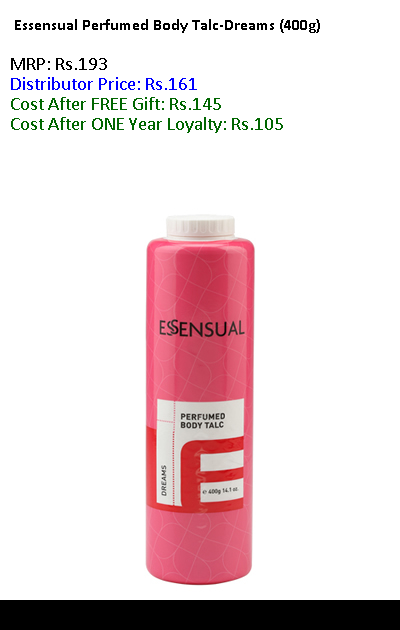 Essensual Perfumed Body Talc-Dreams (400g)
MRP: Rs.193
Distributor Price: Rs.161
Cost After FREE Gift: Rs.145
Cost After ONE Year Loyalty: Rs.105
ESSENSUAL
PERFUMED
BODY TALC
DREAMS
e 400g 14.1 oz.